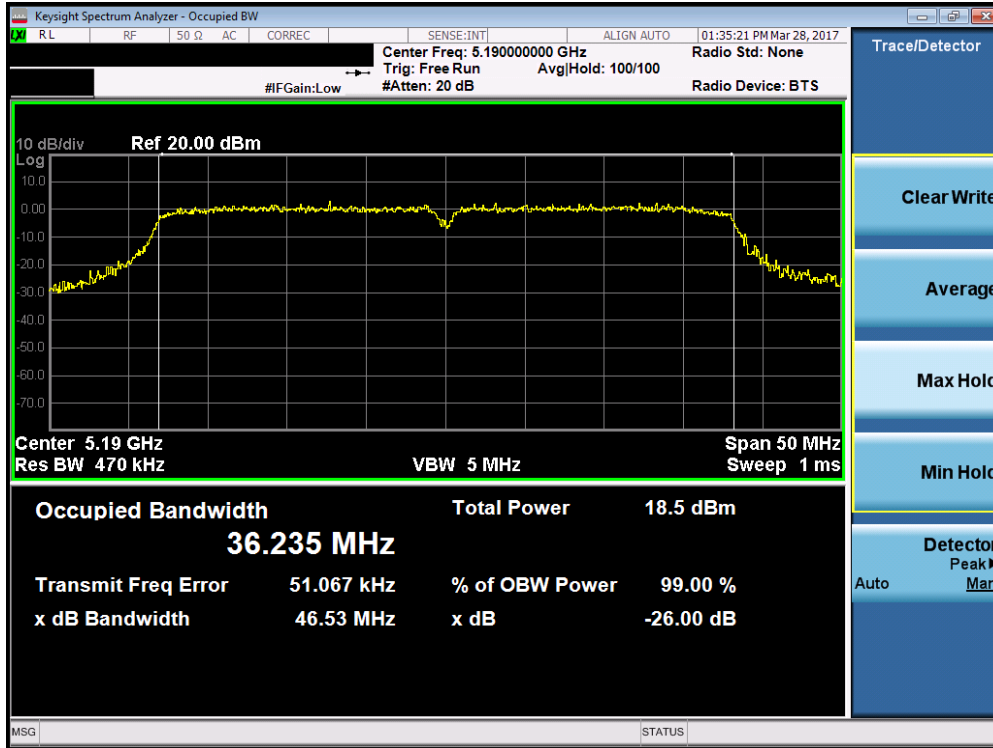 Keysight Spectrum Analyzer - Occupied BW
LXI RL RF 50 Ω AC CORREC SENSE:INT ALIGN AUTO 01:35:21 PM Mar 28, 2017
Center Freq: 5.190000000 GHz Radio Std: None
Trig: Free Run Avg|Hold: 100/100
#IFGain:Low #Atten: 20 dB Radio Device: BTS
10 dB/div Ref 20.00 dBm
Log
10.0
0.00
-10.0
-20.0
-30.0
-40.0
-50.0
-60.0
-70.0
Center 5.19 GHz Span 50 MHz
Res BW 470 kHz VBW 5 MHz Sweep 1 ms
Occupied Bandwidth Total Power 18.5 dBm
36.235 MHz
Transmit Freq Error 51.067 kHz % of OBW Power 99.00 %
x dB Bandwidth 46.53 MHz x dB -26.00 dB
MSG STATUS
Trace/Detector
Clear Write
Average
Max Hold
Min Hold
Detector
Peak
Auto Man